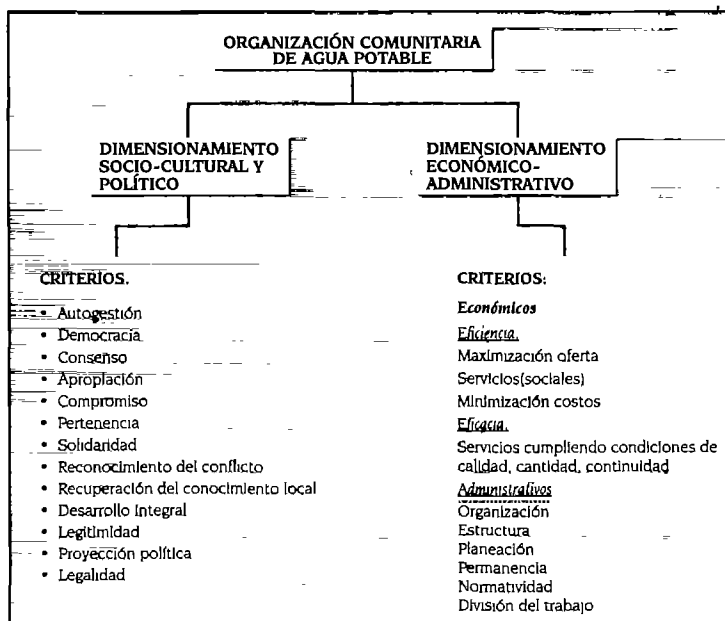 ORGANIZACIÓN COMUNITARIA
DE AGUA POTABLE
DIMENSIONAMIENTO
SOCIO-CULTURAL Y
POLÍTICO
CRITERIOS.
• Autogestión
• Democracia
• Consenso
• Apropiación
• Compromiso
• Pertenencia
• Solidaridad
• Reconocimiento del conflicto
• Recuperación del conocimiento local
• Desarrollo integral
• Legitimidad
• Proyección política
• Legalidad
DIMENSIONAMIENTO
ECONÓMICO-
ADMINISTRATIVO
CRITERIOS:
Económicos
Eficiencia.
Maximización oferta
Servicios(sociales)
Minimización costos
Eficacia.
Servicios cumpliendo condiciones de
calidad, cantidad, continuidad
Administrativos
Organización
Estructura
Planeación
Permanencia
Normatividad
División del trabajo